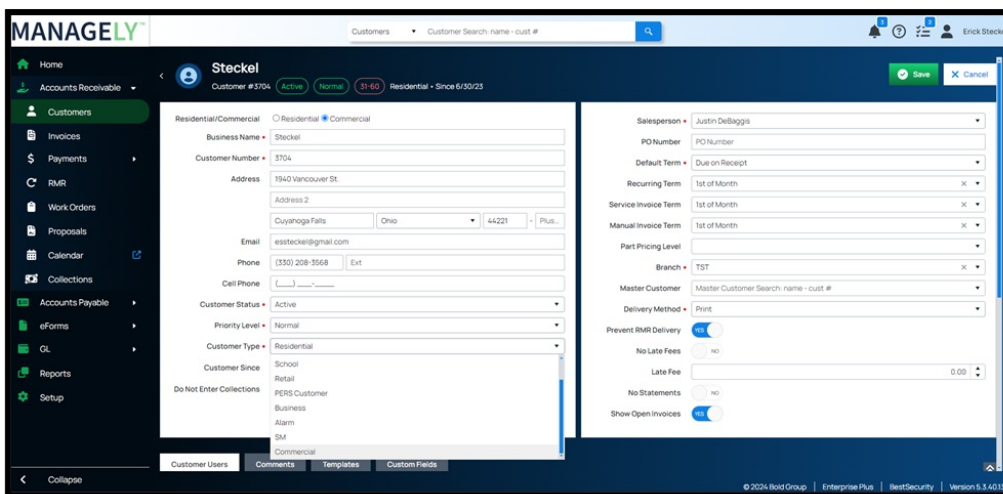 MANAGELY™
Customers
Customer Search: name - cust #
3
2
Erick Stecke
Home
Accounts Receivable
Customers
Invoices
Payments
RMR
Work Orders
Proposals
Calendar
Collections
Accounts Payable
eForms
GL
Reports
Setup
Collapse
Steckel
Customer #3704 Active Normal 31-60 Residential • Since 6/30/23
Save
X Cancel
Residential/Commercial Residential Commercial
Business Name • Steckel
Customer Number • 3704
Address 1940 Vancouver St.
Address 2
Cuyahoga Falls Ohio 44221 - Plus...
Email essteckel@gmail.com
Phone (330) 208-3568 Ext
Cell Phone (___) ___-____
Customer Status • Active
Priority Level • Normal
Customer Type • Residential
Customer Since
Do Not Enter Collections
School
Retail
PERS Customer
Business
Alarm
SM
Commercial
Salesperson • Justin DeBaggis
PO Number PO Number
Default Term • Due on Receipt
Recurring Term 1st of Month
Service Invoice Term 1st of Month
Manual Invoice Term 1st of Month
Part Pricing Level
Branch • TST
Master Customer Master Customer Search: name - cust #
Delivery Method • Print
Prevent RMR Delivery YES
No Late Fees NO
Late Fee 0.00
No Statements NO
Show Open Invoices YES
Customer Users Comments Templates Custom Fields
© 2024 Bold Group | Enterprise Plus | BestSecurity | Version 5.3.40.13